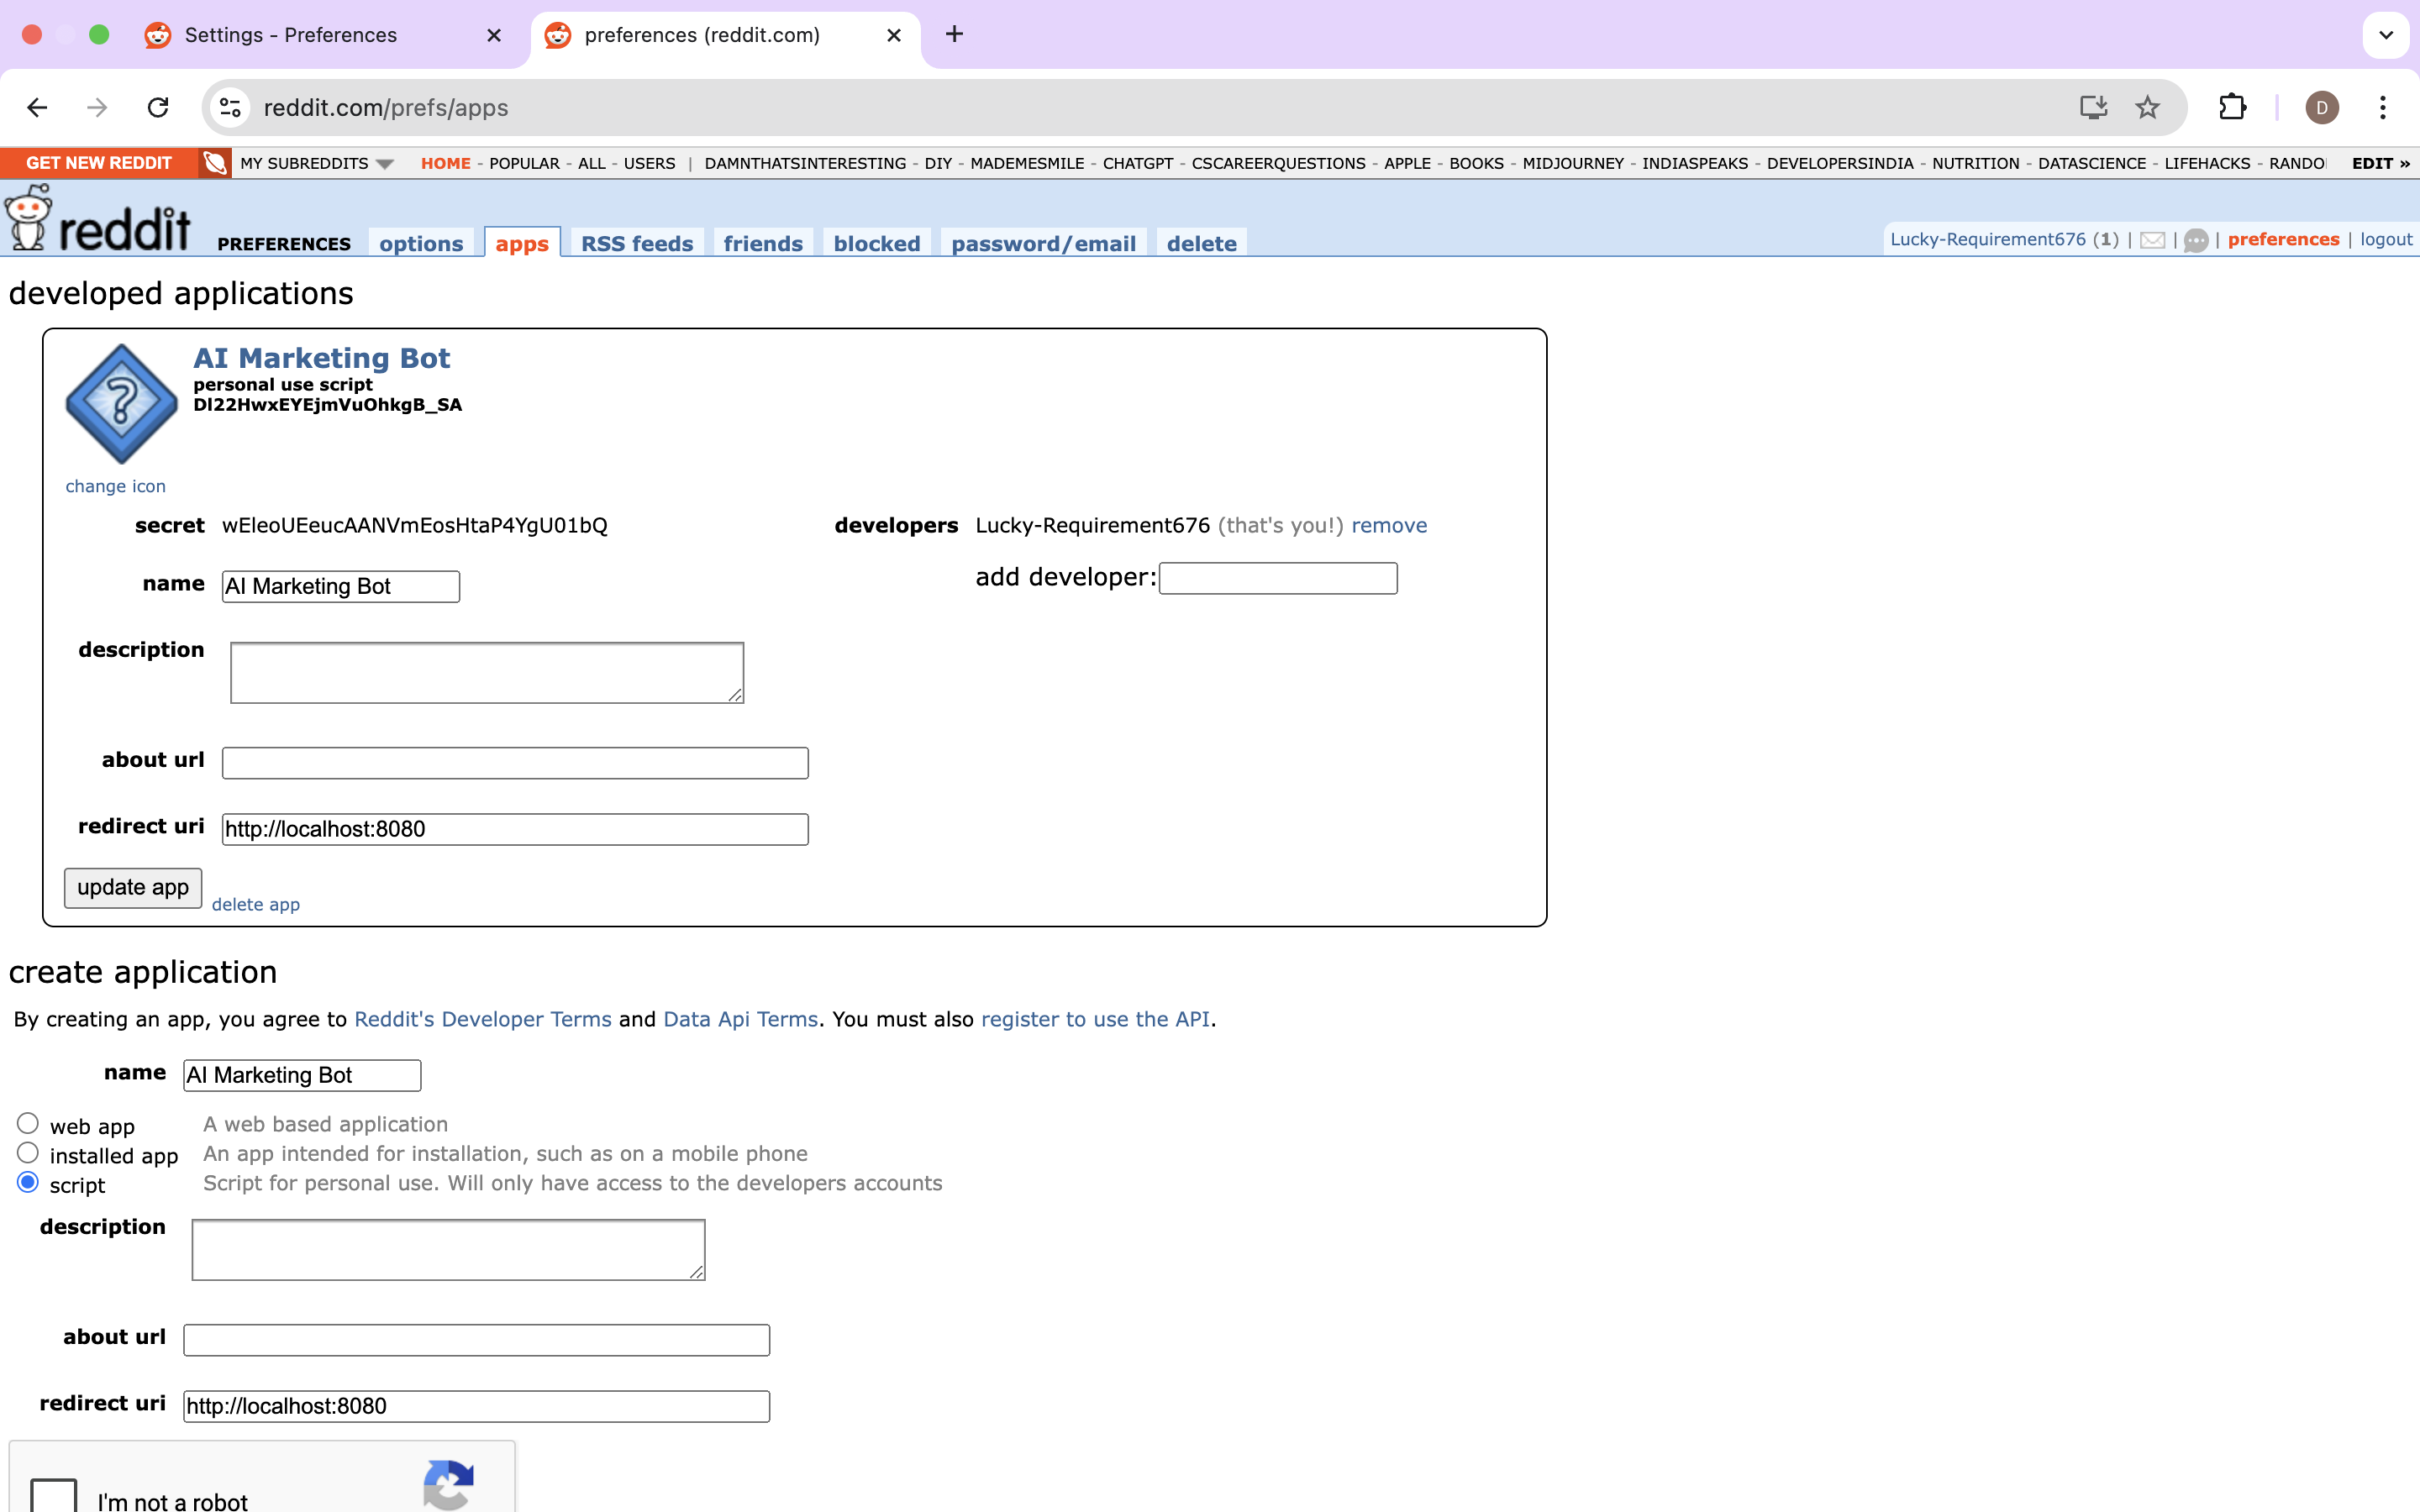 Settings - Preferences
preferences (reddit.com)
reddit.com/prefs/apps
D
GET NEW REDDIT MY SUBREDDITS HOME - POPULAR - ALL - USERS | DAMNTHATSINTERESTING - DIY - MADEMESMILE - CHATGPT - CSCAREERQUESTIONS - APPLE - BOOKS - MIDJOURNEY - INDIASPEAKS - DEVELOPERSINDIA - NUTRITION - DATASCIENCE - LIFEHACKS - RANDO EDIT »
reddit PREFERENCES options apps RSS feeds friends blocked password/email delete Lucky-Requirement676 (1) | | | preferences | logout
developed applications
AI Marketing Bot
personal use script
Dl22HwxEYEjmVuOhkgB_SA
change icon
secret wEleoUEeucAANVmEosHtaP4YgU01bQ developers Lucky-Requirement676 (that's you!) remove
name AI Marketing Bot add developer:
description
about url
redirect uri http://localhost:8080
update app delete app
create application
By creating an app, you agree to Reddit's Developer Terms and Data Api Terms. You must also register to use the API.
name AI Marketing Bot
web app A web based application
installed app An app intended for installation, such as on a mobile phone
script Script for personal use. Will only have access to the developers accounts
description
about url
redirect uri http://localhost:8080
I'm not a robot